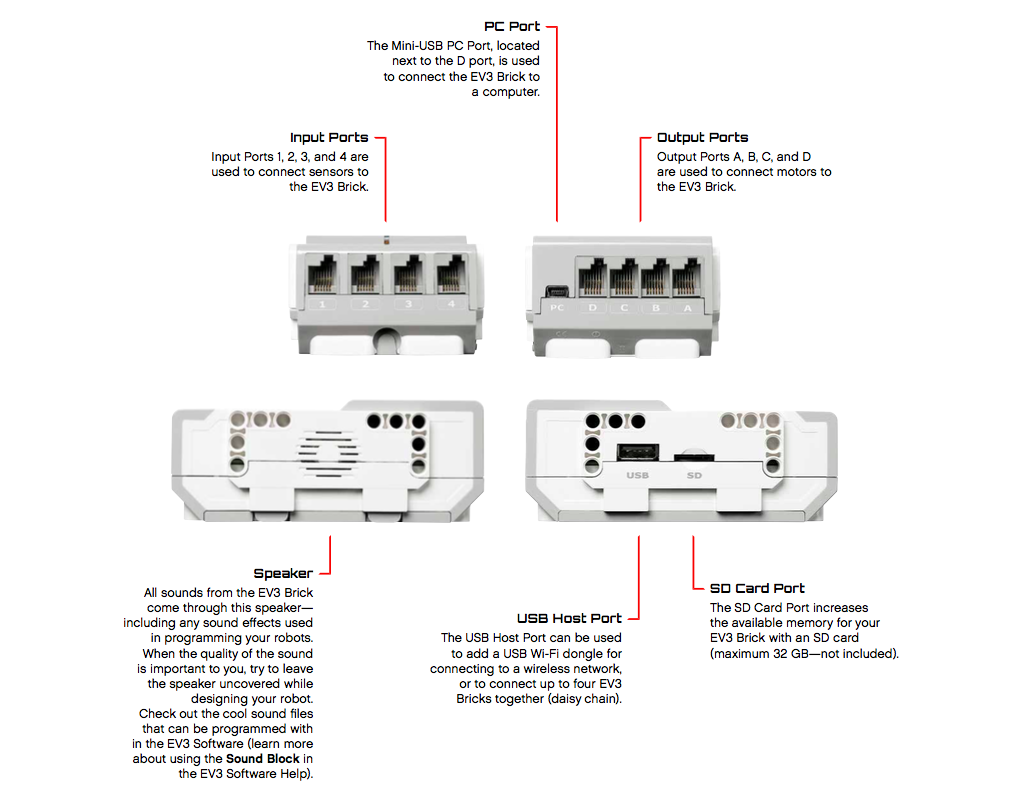 PC Port
The Mini-USB PC Port, located
next to the D port, is used
to connect the EV3 Brick to
a computer.
Input Ports
Input Ports 1, 2, 3, and 4 are
used to connect sensors to
the EV3 Brick.
Output Ports
Output Ports A, B, C, and D
are used to connect motors to
the EV3 Brick.
1 2 3 4
PC D C B A
USB SD
Speaker
All sounds from the EV3 Brick
come through this speaker—
including any sound effects used
in programming your robots.
When the quality of the sound
is important to you, try to leave
the speaker uncovered while
designing your robot.
Check out the cool sound files
that can be programmed with
in the EV3 Software (learn more
about using the Sound Block in
the EV3 Software Help).
USB Host Port
The USB Host Port can be used
to add a USB Wi-Fi dongle for
connecting to a wireless network,
or to connect up to four EV3
Bricks together (daisy chain).
SD Card Port
The SD Card Port increases
the available memory for your
EV3 Brick with an SD card
(maximum 32 GB—not included).